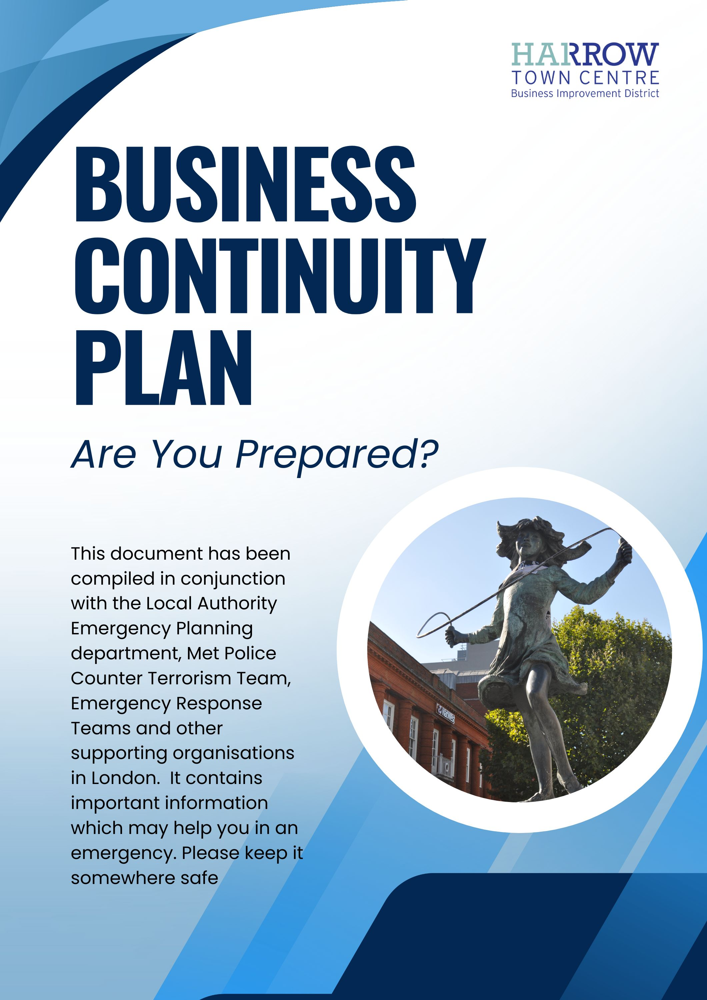 HARROW
TOWN CENTRE
Business Improvement District
BUSINESS
CONTINUITY
PLAN
Are You Prepared?
This document has been
compiled in conjunction
with the Local Authority
Emergency Planning
department, Met Police
Counter Terrorism Team,
Emergency Response
Teams and other
supporting organisations
in London.  It contains
important information
which may help you in an
emergency. Please keep it
somewhere safe
NatWest